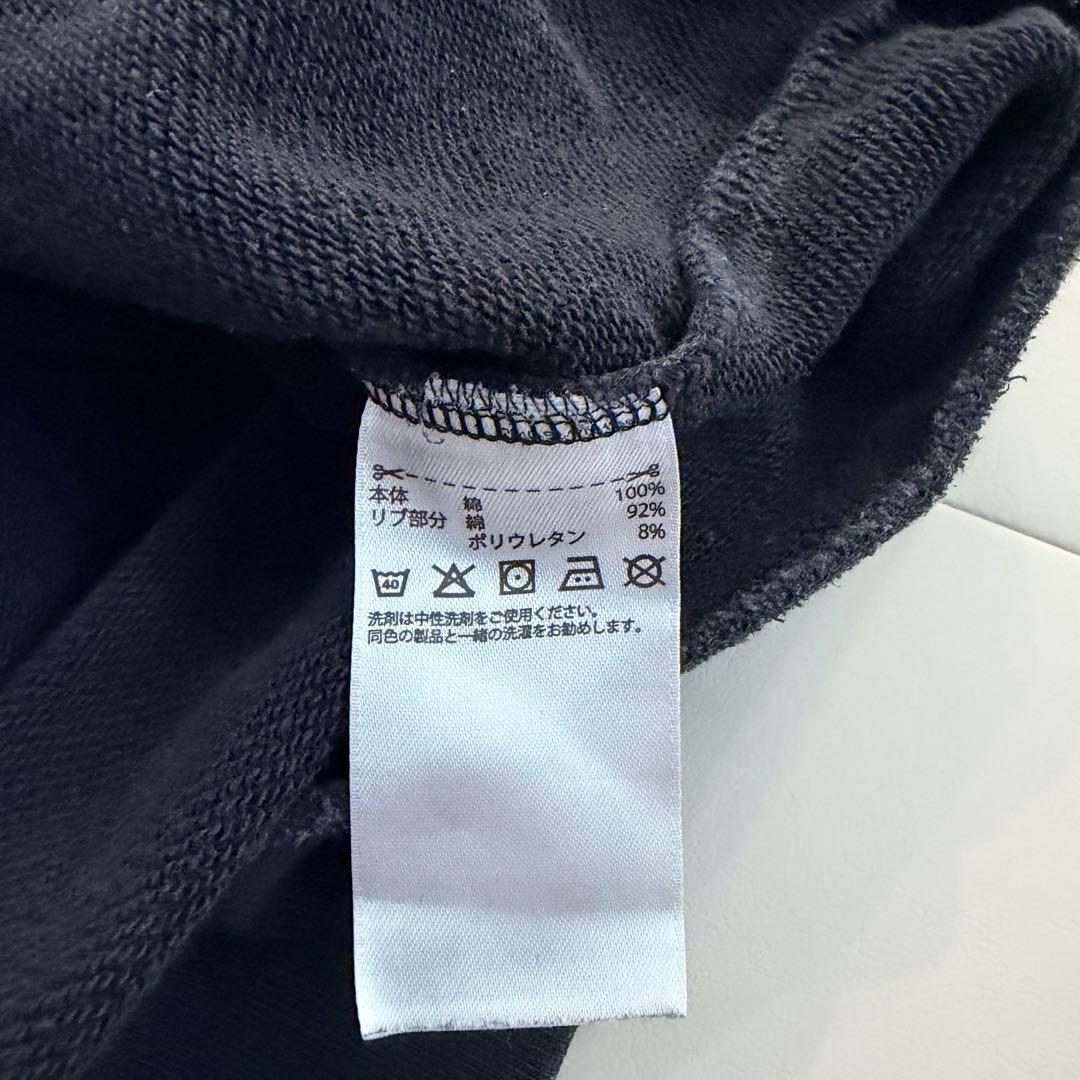 本体 綿 100%
リブ部分 綿 92%
ポリウレタン 8%
40
洗剤は中性洗剤をご使用ください。
同色の製品と一緒の洗濯をお勧めします。